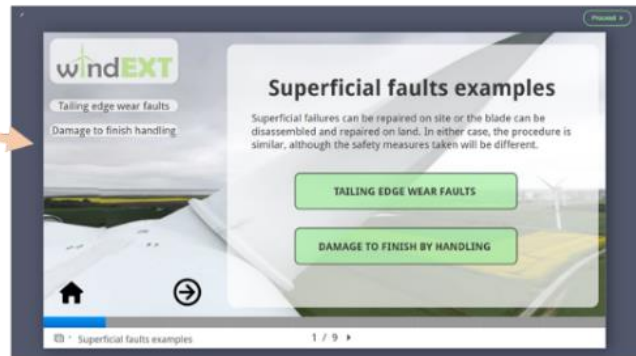 Proceed
windEXT
Superficial faults examples
Tailing edge wear faults
Damage to finish handling
Superficial failures can be repaired on site or the blade can be
disassembled and repaired on land. In either case, the procedure is
similar, although the safety measures taken will be different.
TAILING EDGE WEAR FAULTS
DAMAGE TO FINISH BY HANDLING
Superficial faults examples
1 / 9